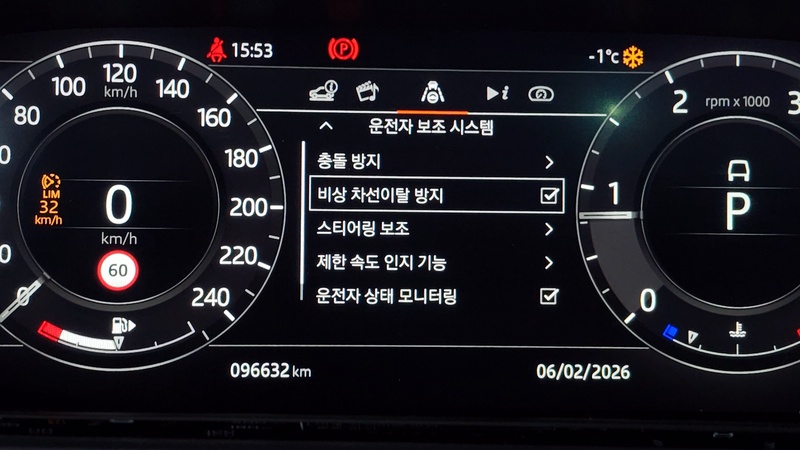 15:53
-1°c
80
100
120
km/h
140
160
180
200
220
240
0
LIM
32
km/h
0
km/h
60
운전자 보조 시스템
충돌 방지
비상 차선이탈 방지
스티어링 보조
제한 속도 인지 기능
운전자 상태 모니터링
2
rpm x 1000
3
1
0
P
096632 km
06/02/2026